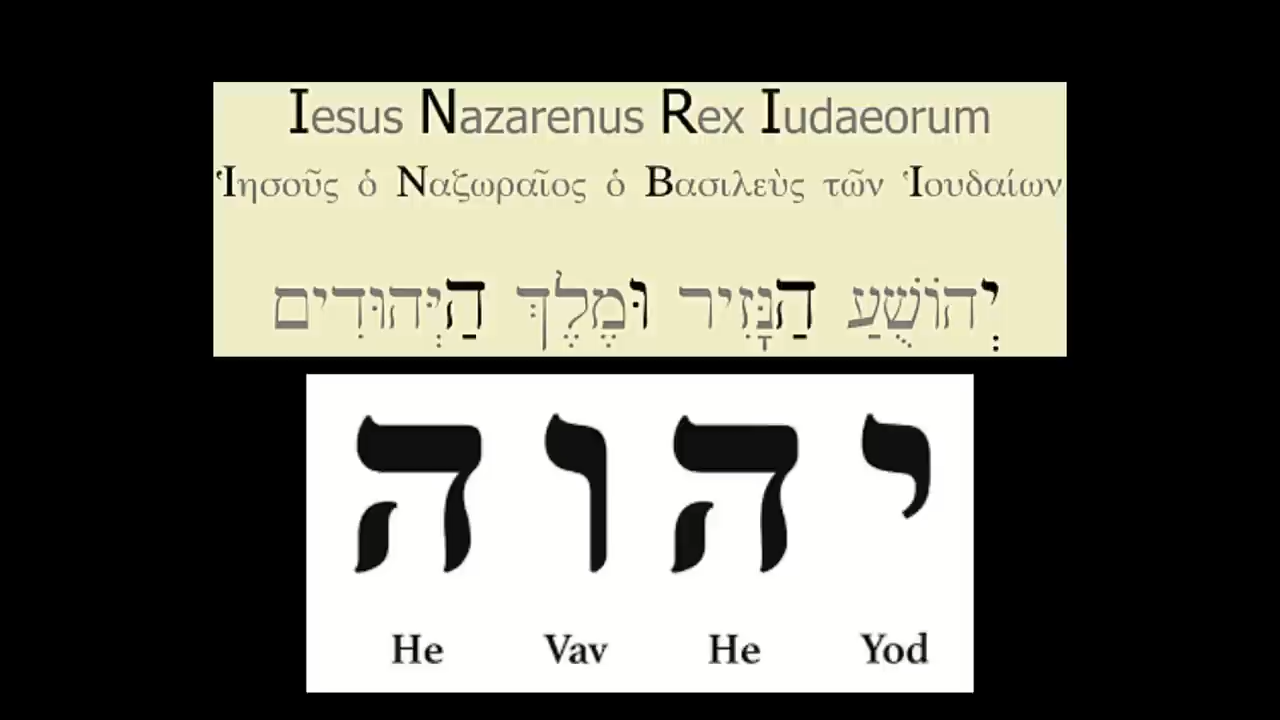 Iesus Nazarenus Rex Iudaeorum
Ἰησοῦς ὁ Ναζωραῖος ὁ Βασιλεὺς τῶν Ἰουδαίων
יְהוֹשֻׁעַ הַנָּזִיר וּמֶלֶךְ הַיְּהוּדִים
יהוה
He Vav He Yod